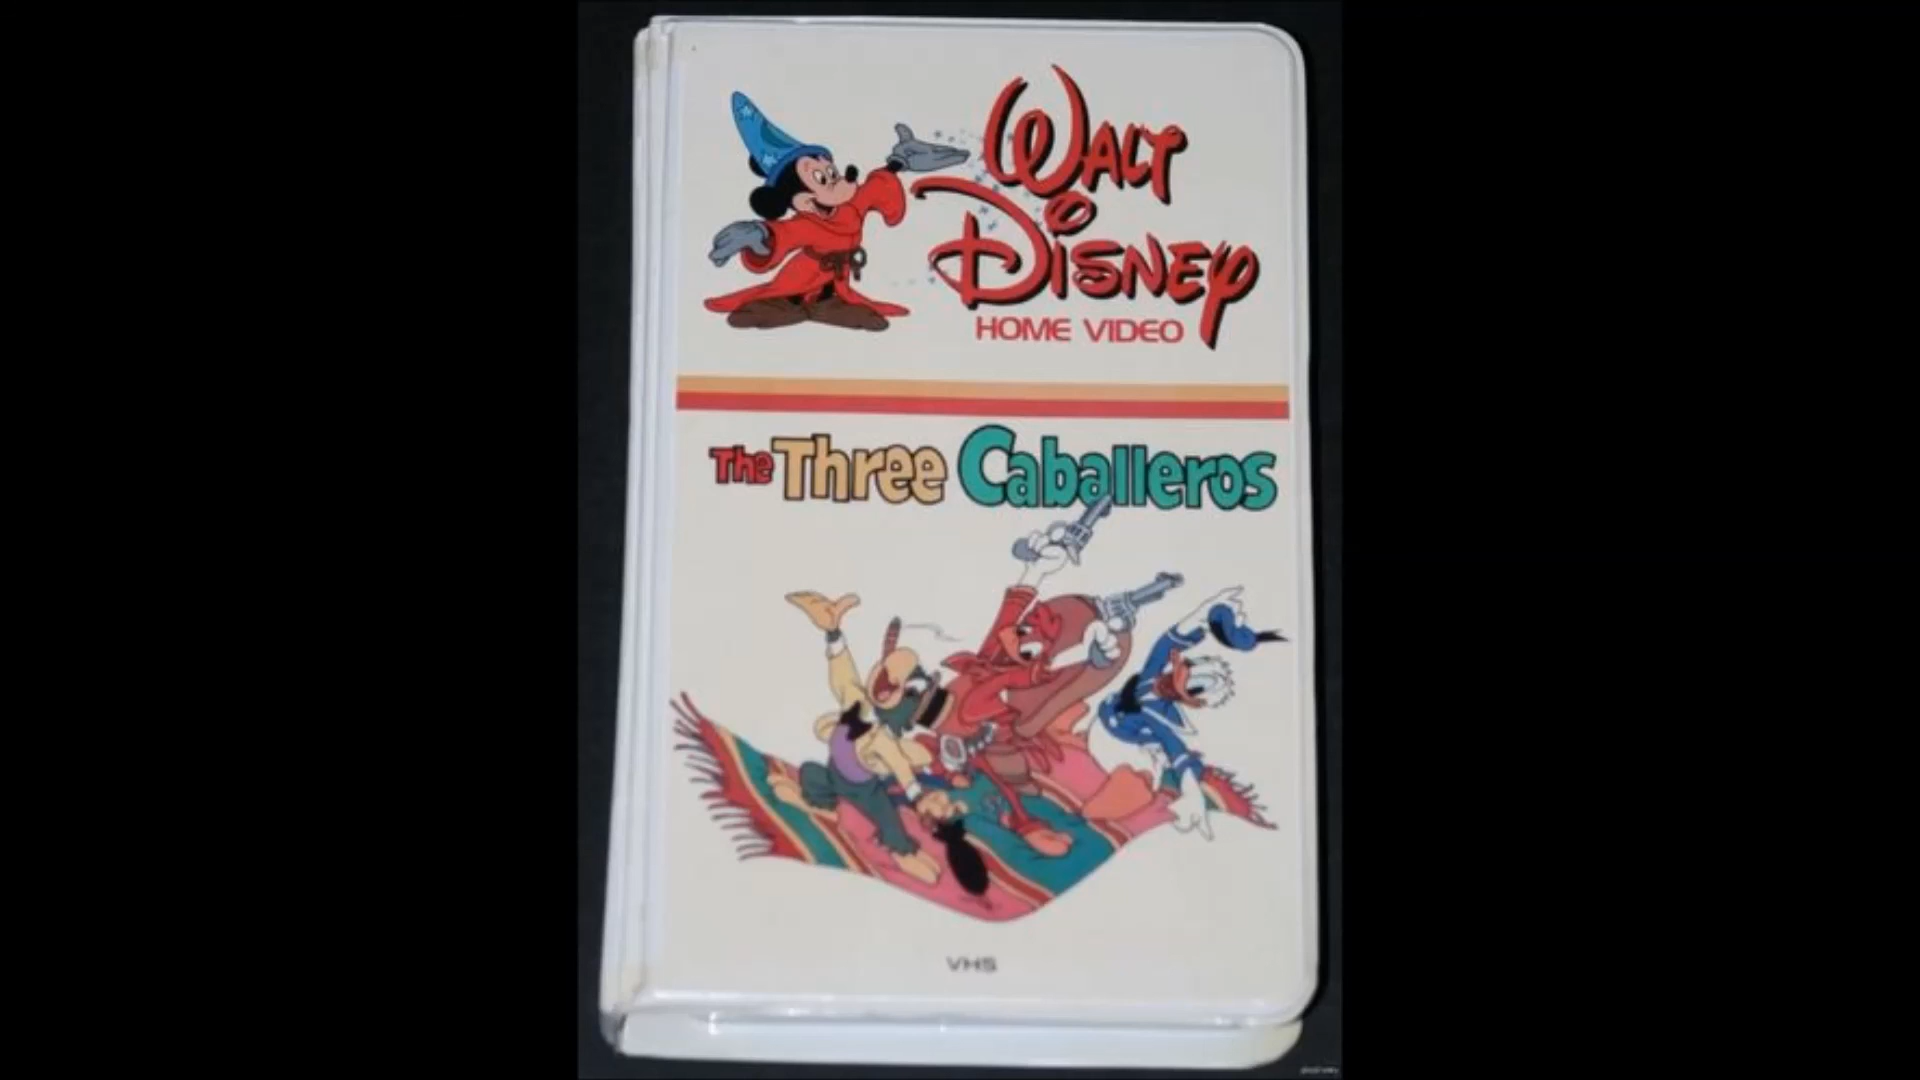 WALT
DISNEY
HOME VIDEO
The Three Caballeros
VHS